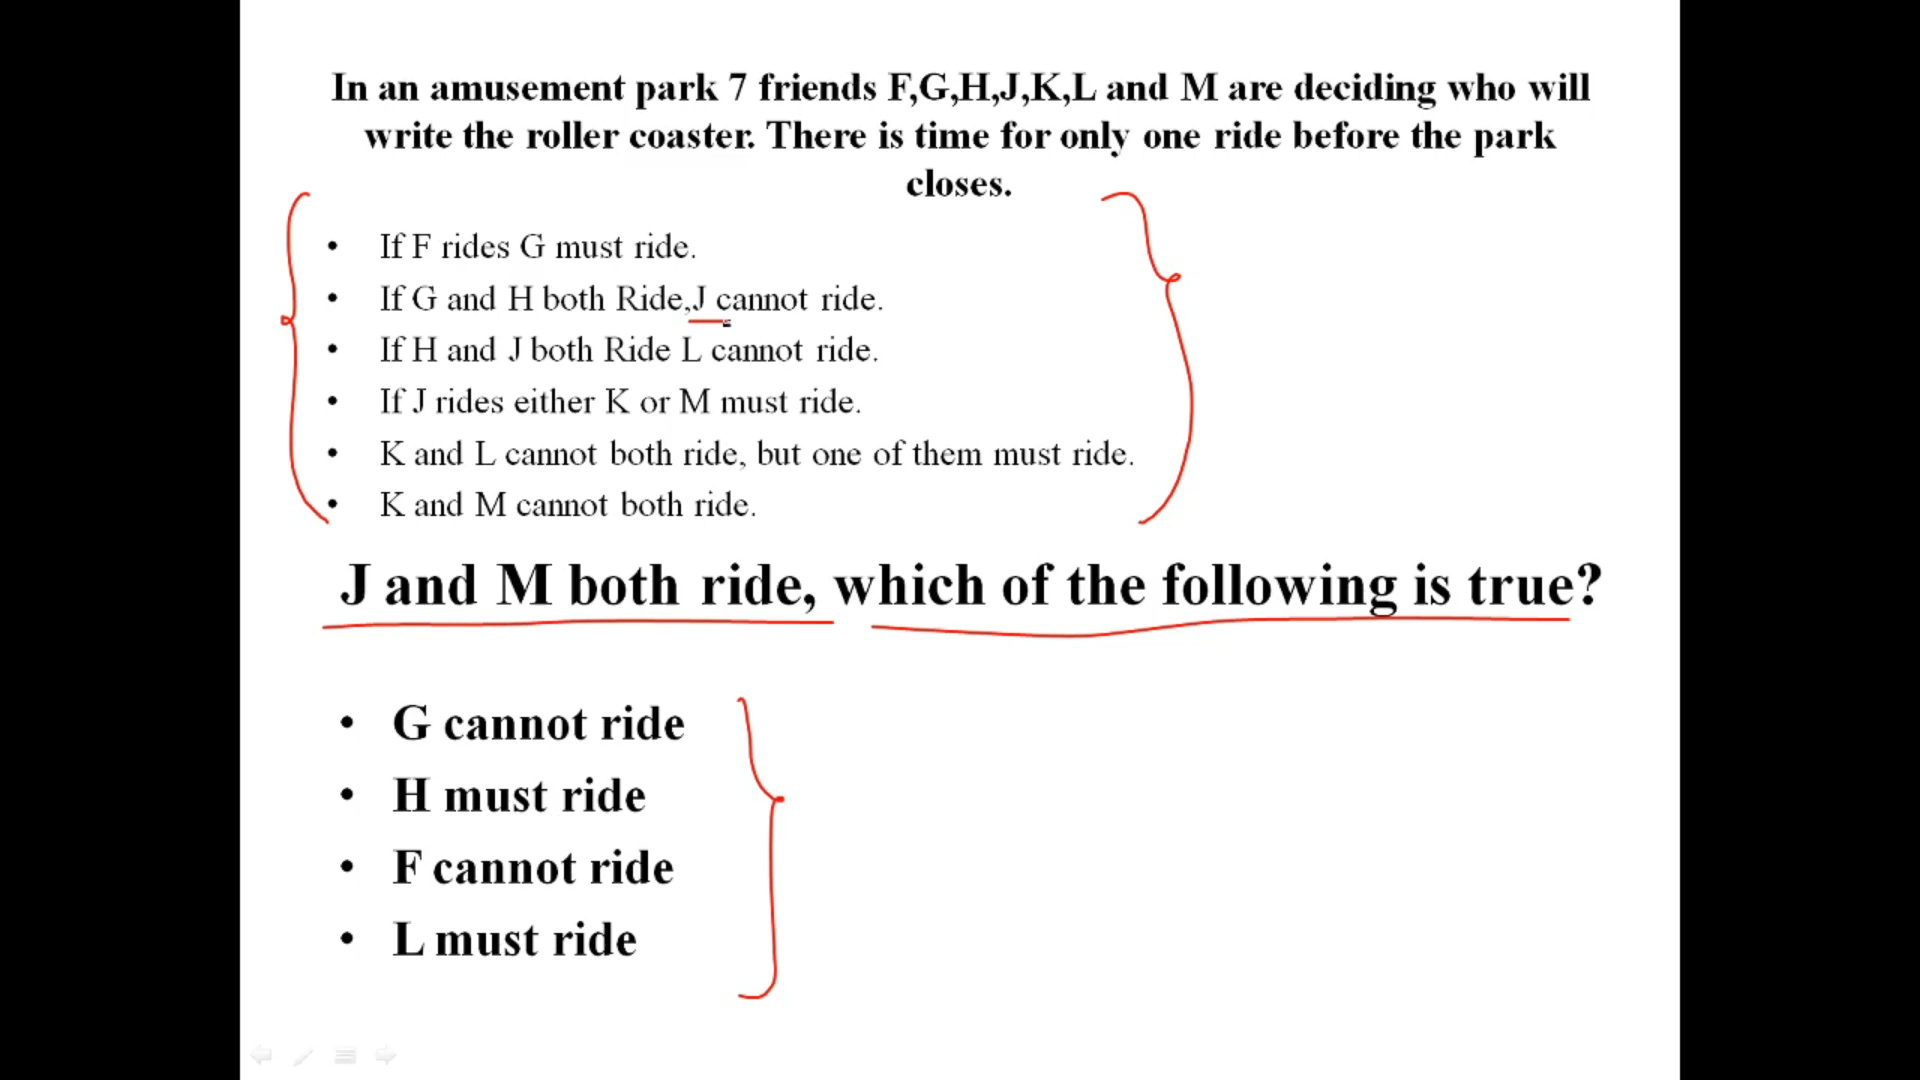 In an amusement park 7 friends F,G,H,J,K,L and M are deciding who will
write the roller coaster. There is time for only one ride before the park
closes.
• If F rides G must ride.
• If G and H both Ride,J cannot ride.
• If H and J both Ride L cannot ride.
• If J rides either K or M must ride.
• K and L cannot both ride, but one of them must ride.
• K and M cannot both ride.
J and M both ride, which of the following is true?
• G cannot ride
• H must ride
• F cannot ride
• L must ride